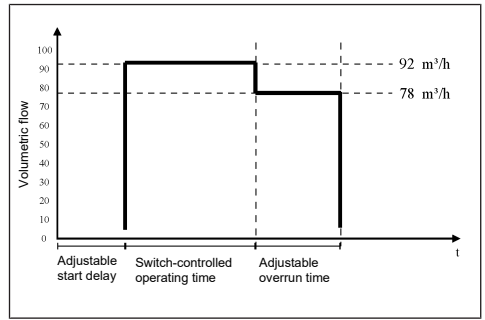 100
90
92 m³/h
80
78 m³/h
70
60
50
40
30
20
10
0
Volumetric flow
t
Adjustable
start delay
Switch-controlled
operating time
Adjustable
overrun time